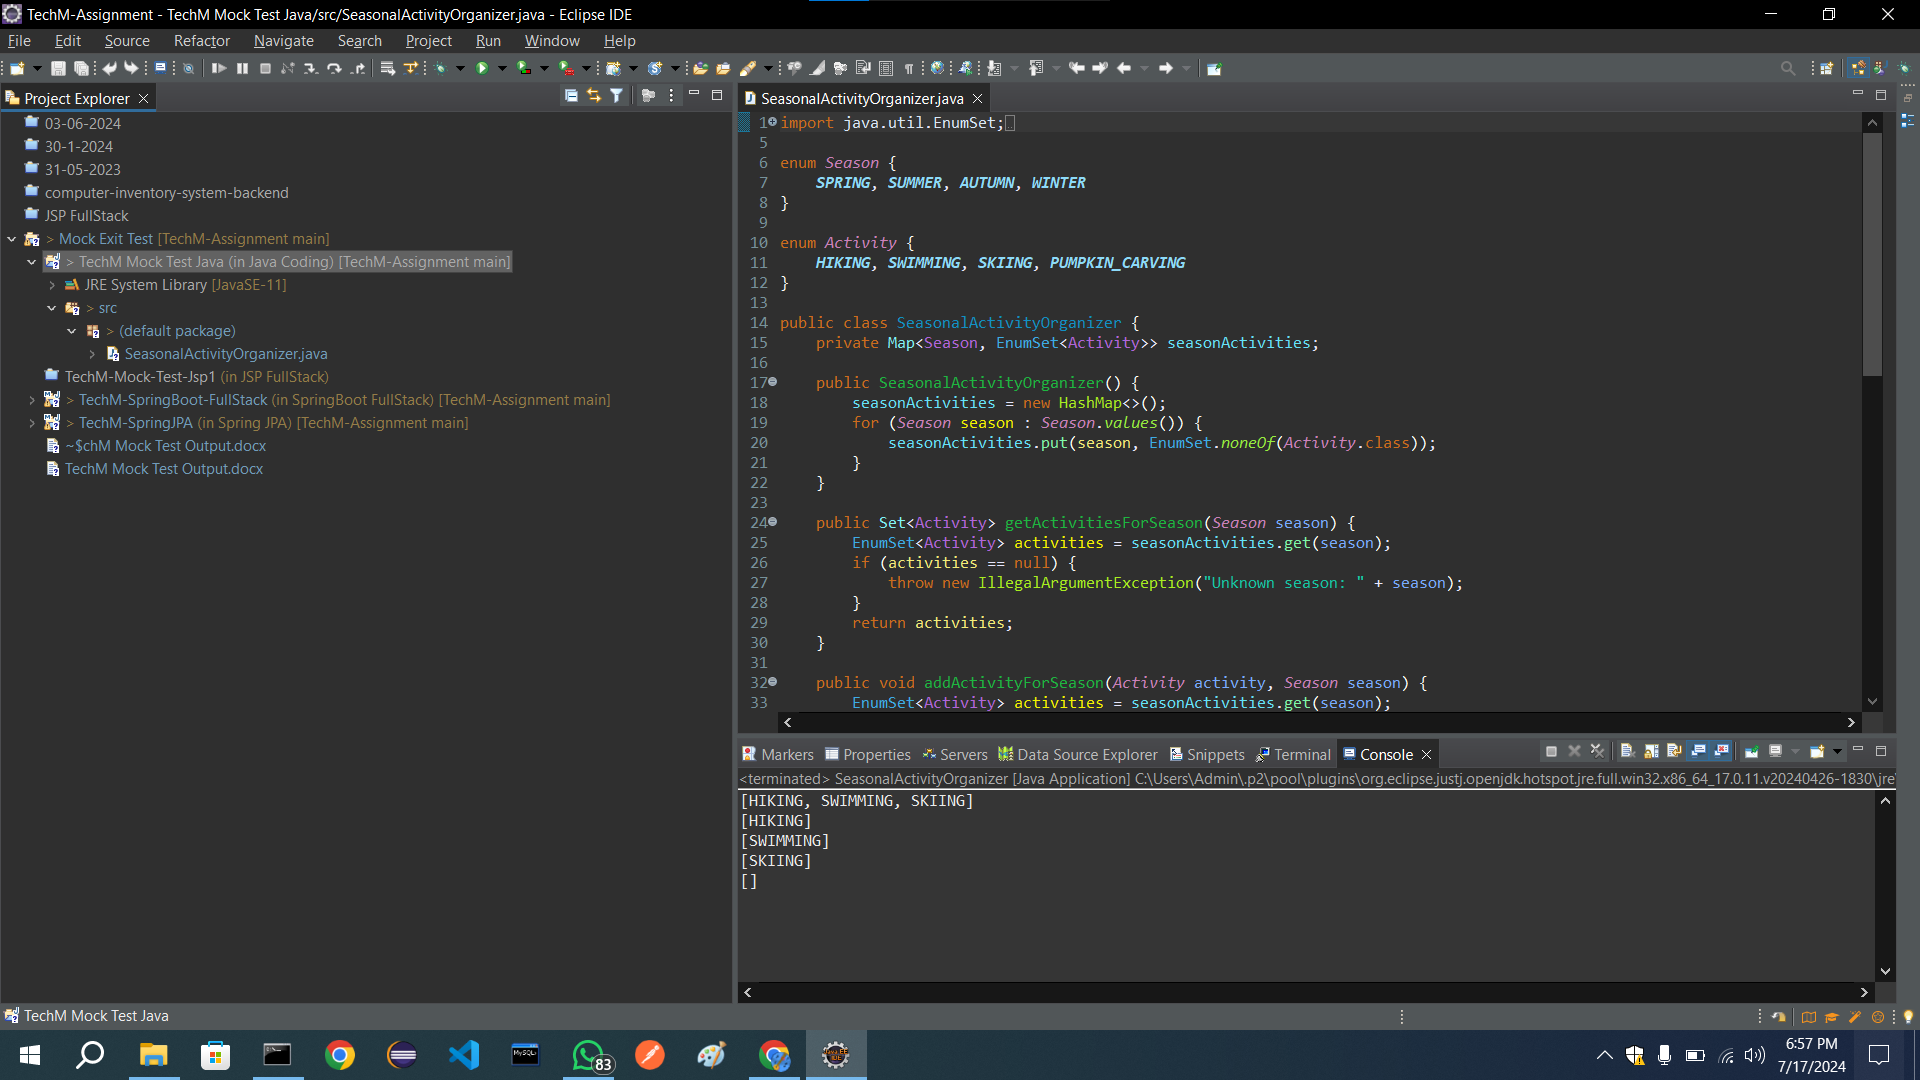 TechM-Assignment - TechM Mock Test Java/src/SeasonalActivityOrganizer.java - Eclipse IDE
File Edit Source Refactor Navigate Search Project Run Window Help
Project Explorer
03-06-2024
30-1-2024
31-05-2023
computer-inventory-system-backend
JSP FullStack
> Mock Exit Test [TechM-Assignment main]
> TechM Mock Test Java (in Java Coding) [TechM-Assignment main]
JRE System Library [JavaSE-11]
> src
> (default package)
SeasonalActivityOrganizer.java
TechM-Mock-Test-Jsp1 (in JSP FullStack)
> TechM-SpringBoot-FullStack (in SpringBoot FullStack) [TechM-Assignment main]
> TechM-SpringJPA (in Spring JPA) [TechM-Assignment main]
~$chM Mock Test Output.docx
TechM Mock Test Output.docx
SeasonalActivityOrganizer.java
1 import java.util.EnumSet;
5
6 enum Season {
7     SPRING, SUMMER, AUTUMN, WINTER
8 }
9
10 enum Activity {
11     HIKING, SWIMMING, SKIING, PUMPKIN_CARVING
12 }
13
14 public class SeasonalActivityOrganizer {
15     private Map<Season, EnumSet<Activity>> seasonActivities;
16
17     public SeasonalActivityOrganizer() {
18         seasonActivities = new HashMap<>();
19         for (Season season : Season.values()) {
20             seasonActivities.put(season, EnumSet.noneOf(Activity.class));
21         }
22     }
23
24     public Set<Activity> getActivitiesForSeason(Season season) {
25         EnumSet<Activity> activities = seasonActivities.get(season);
26         if (activities == null) {
27             throw new IllegalArgumentException("Unknown season: " + season);
28         }
29         return activities;
30     }
31
32     public void addActivityForSeason(Activity activity, Season season) {
33         EnumSet<Activity> activities = seasonActivities.get(season);
Markers Properties Servers Data Source Explorer Snippets Terminal Console
<terminated> SeasonalActivityOrganizer [Java Application] C:\Users\Admin\.p2\pool\plugins\org.eclipse.justj.openjdk.hotspot.jre.full.win32.x86_64_17.0.11.v20240426-1830\jre\
[HIKING, SWIMMING, SKIING]
[HIKING]
[SWIMMING]
[SKIING]
[]
TechM Mock Test Java
MySQL
83
6:57 PM
7/17/2024